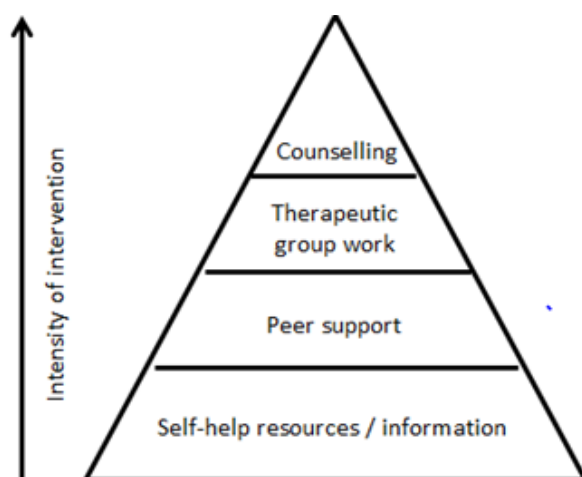 Counselling
Therapeutic
group work
Peer support
Self-help resources / information
Intensity of intervention